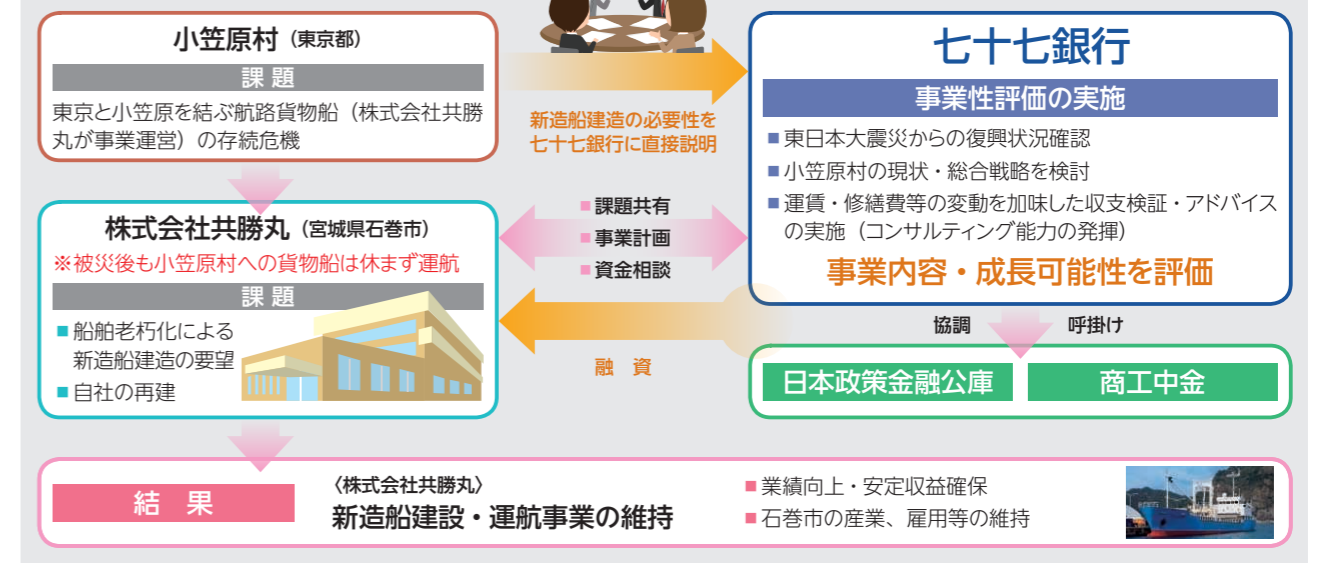 小笠原村（東京都）
課 題
東京と小笠原を結ぶ航路貨物船（株式会社共勝
丸が事業運営）の存続危機
新造船建造の必要性を
七十七銀行に直接説明
七十七銀行
事業性評価の実施
■東日本大震災からの復興状況確認
■小笠原村の現状・総合戦略を検討
■運賃・修繕費等の変動を加味した収支検証・アドバイス
の実施（コンサルティング能力の発揮）
事業内容・成長可能性を評価
株式会社共勝丸（宮城県石巻市）
※被災後も小笠原村への貨物船は休まず運航
課 題
■船舶老朽化による
新造船建造の要望
■自社の再建
■課題共有
■事業計画
■資金相談
融 資
協調 呼掛け
日本政策金融公庫
商工中金
結 果
〈株式会社共勝丸〉
新造船建設・運航事業の維持
■業績向上・安定収益確保
■石巻市の産業、雇用等の維持